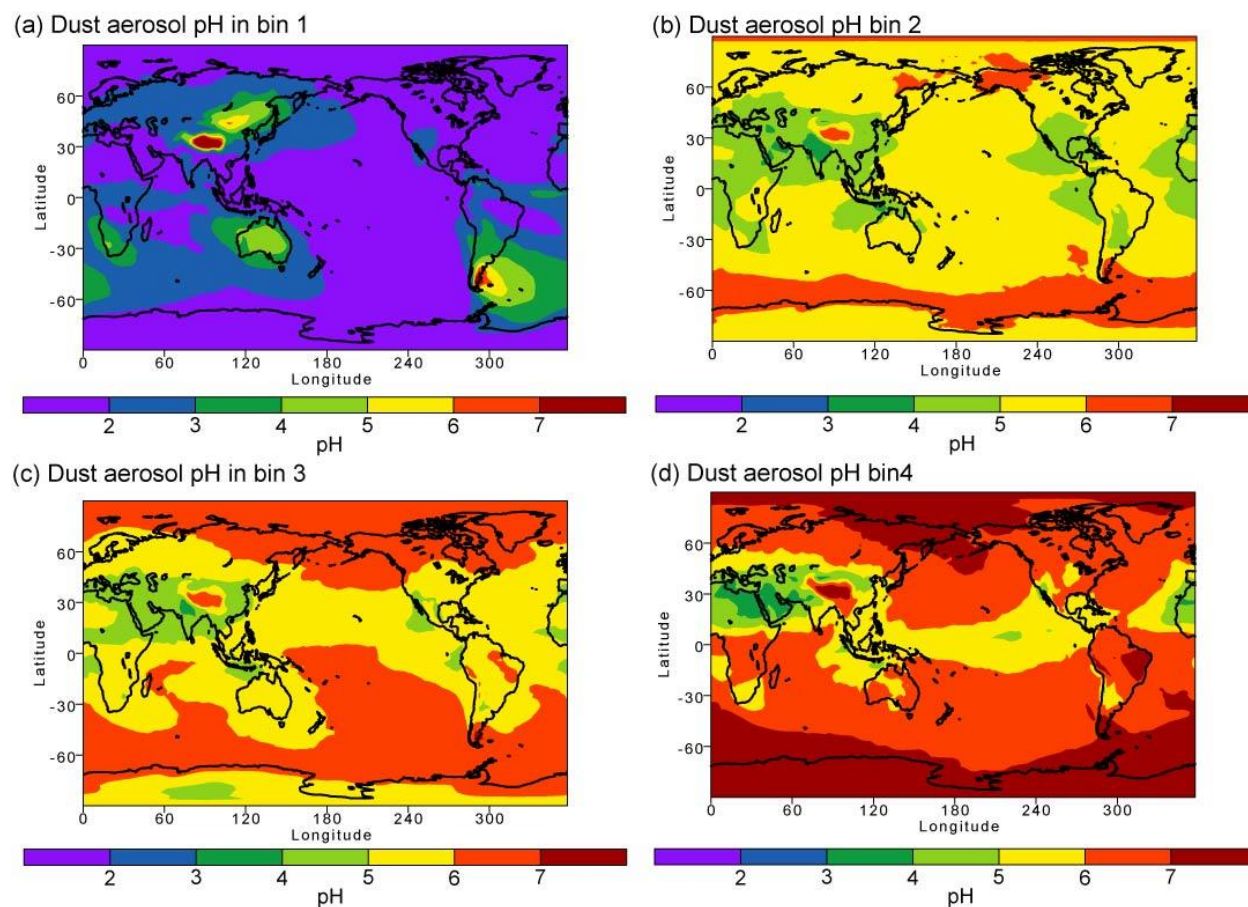 (a) Dust aerosol pH in bin 1
60
30
0
-30
-60
Latitude
0 60 120 180 240 300
Longitude
2 3 4 5 6 7
pH
(b) Dust aerosol pH bin 2
60
30
0
-30
-60
Latitude
0 60 120 180 240 300
Longitude
2 3 4 5 6 7
pH
(c) Dust aerosol pH in bin 3
60
30
0
-30
-60
Latitude
0 60 120 180 240 300
Longitude
2 3 4 5 6 7
pH
(d) Dust aerosol pH bin4
60
30
0
-30
-60
Latitude
0 60 120 180 240 300
Longitude
2 3 4 5 6 7
pH